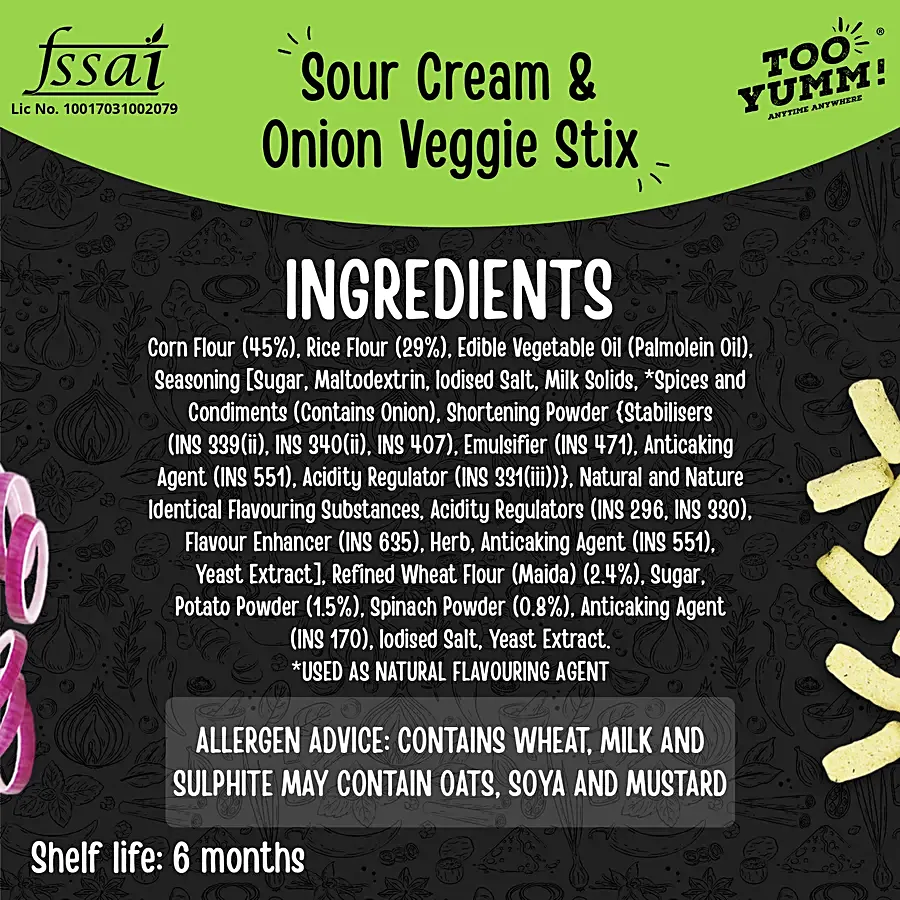 fssai
Lic No. 10017031002079
Sour Cream &
Onion Veggie Stix
TOO
YUMM!
®
ANYTIME ANYWHERE
INGREDIENTS
Corn Flour (45%), Rice Flour (29%), Edible Vegetable Oil (Palmolein Oil),
Seasoning [Sugar, Maltodextrin, Iodised Salt, Milk Solids, *Spices and
Condiments (Contains Onion), Shortening Powder {Stabilisers
(INS 339(ii), INS 340(ii), INS 407), Emulsifier (INS 471), Anticaking
Agent (INS 551), Acidity Regulator (INS 331(iii))}, Natural and Nature
Identical Flavouring Substances, Acidity Regulators (INS 296, INS 330),
Flavour Enhancer (INS 635), Herb, Anticaking Agent (INS 551),
Yeast Extract], Refined Wheat Flour (Maida) (2.4%), Sugar,
Potato Powder (1.5%), Spinach Powder (0.8%), Anticaking Agent
(INS 170), Iodised Salt, Yeast Extract.
*USED AS NATURAL FLAVOURING AGENT
ALLERGEN ADVICE: CONTAINS WHEAT, MILK AND
SULPHITE MAY CONTAIN OATS, SOYA AND MUSTARD
Shelf life: 6 months